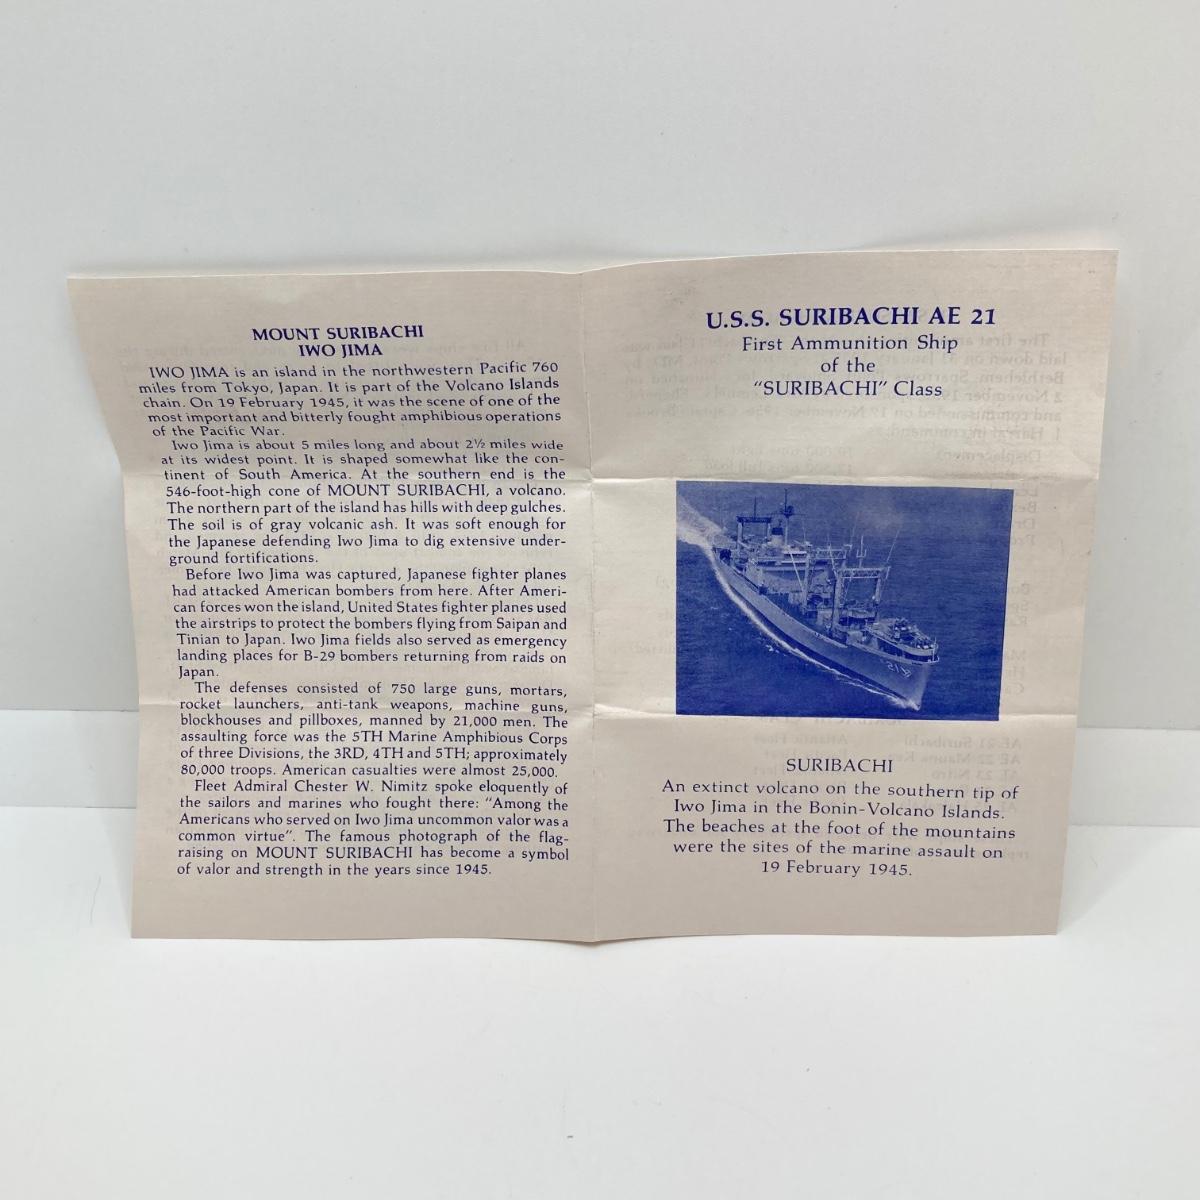 MOUNT SURIBACHI
IWO JIMA
IWO JIMA is an island in the northwestern Pacific 760
miles from Tokyo, Japan. It is part of the Volcano Islands
chain. On 19 February 1945, it was the scene of one of the
most important and bitterly fought amphibious operations
of the Pacific War.
Iwo Jima is about 5 miles long and about 2½ miles wide
at its widest point. It is shaped somewhat like the con-
tinent of South America. At the southern end is the
546-foot-high cone of MOUNT SURIBACHI, a volcano.
The northern part of the island has hills with deep gulches.
The soil is of gray volcanic ash. It was soft enough for
the Japanese defending Iwo Jima to dig extensive under-
ground fortifications.
Before Iwo Jima was captured, Japanese fighter planes
had attacked American bombers from here. After Ameri-
can forces won the island, United States fighter planes used
the airstrips to protect the bombers flying from Saipan and
Tinian to Japan. Iwo Jima fields also served as emergency
landing places for B-29 bombers returning from raids on
Japan.
The defenses consisted of 750 large guns, mortars,
rocket launchers, anti-tank weapons, machine guns,
blockhouses and pillboxes, manned by 21,000 men. The
assaulting force was the 5TH Marine Amphibious Corps
of three Divisions, the 3RD, 4TH and 5TH; approximately
80,000 troops. American casualties were almost 25,000.
Fleet Admiral Chester W. Nimitz spoke eloquently of
the sailors and marines who fought there: "Among the
Americans who served on Iwo Jima uncommon valor was a
common virtue". The famous photograph of the flag-
raising on MOUNT SURIBACHI has become a symbol
of valor and strength in the years since 1945.
U.S.S. SURIBACHI AE 21
First Ammunition Ship
of the
"SURIBACHI" Class
SURIBACHI
An extinct volcano on the southern tip of
Iwo Jima in the Bonin-Volcano Islands.
The beaches at the foot of the mountains
were the sites of the marine assault on
19 February 1945.